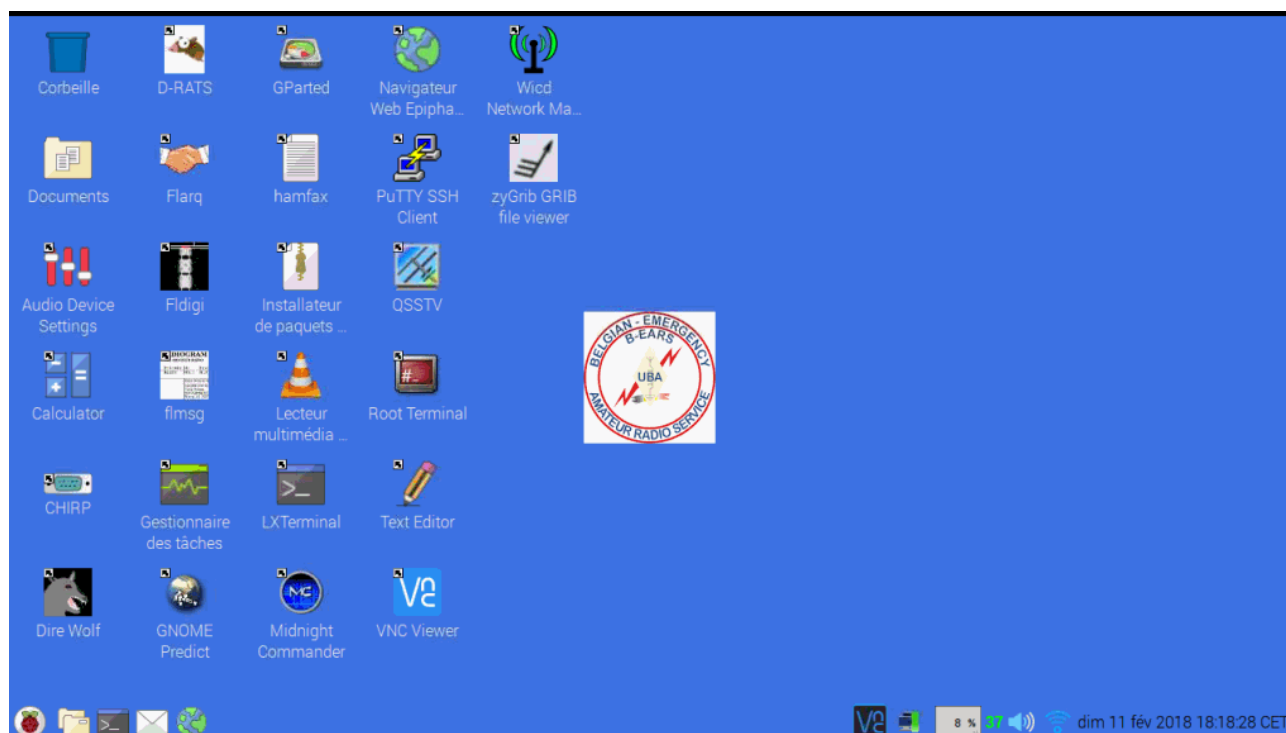 Corbeille
D-RATS
GParted
Navigateur
Web Epipha...
Wicd
Network Ma...
Documents
Flarq
hamfax
PuTTY SSH
Client
zyGrib GRIB
file viewer
Audio Device
Settings
Fldigi
Installateur
de paquets ...
QSSTV
BELGIAN - EMERGENCY
B-EARS
UBA
AMATEUR RADIO SERVICE
Calculator
flmsg
Lecteur
multimédia ...
#_
Root Terminal
CHIRP
Gestionnaire
des tâches
>_
LXTerminal
Text Editor
Dire Wolf
GNOME
Predict
MC
Midnight
Commander
VNC Viewer
>_
8 %
37
dim 11 fév 2018 18:18:28 CET